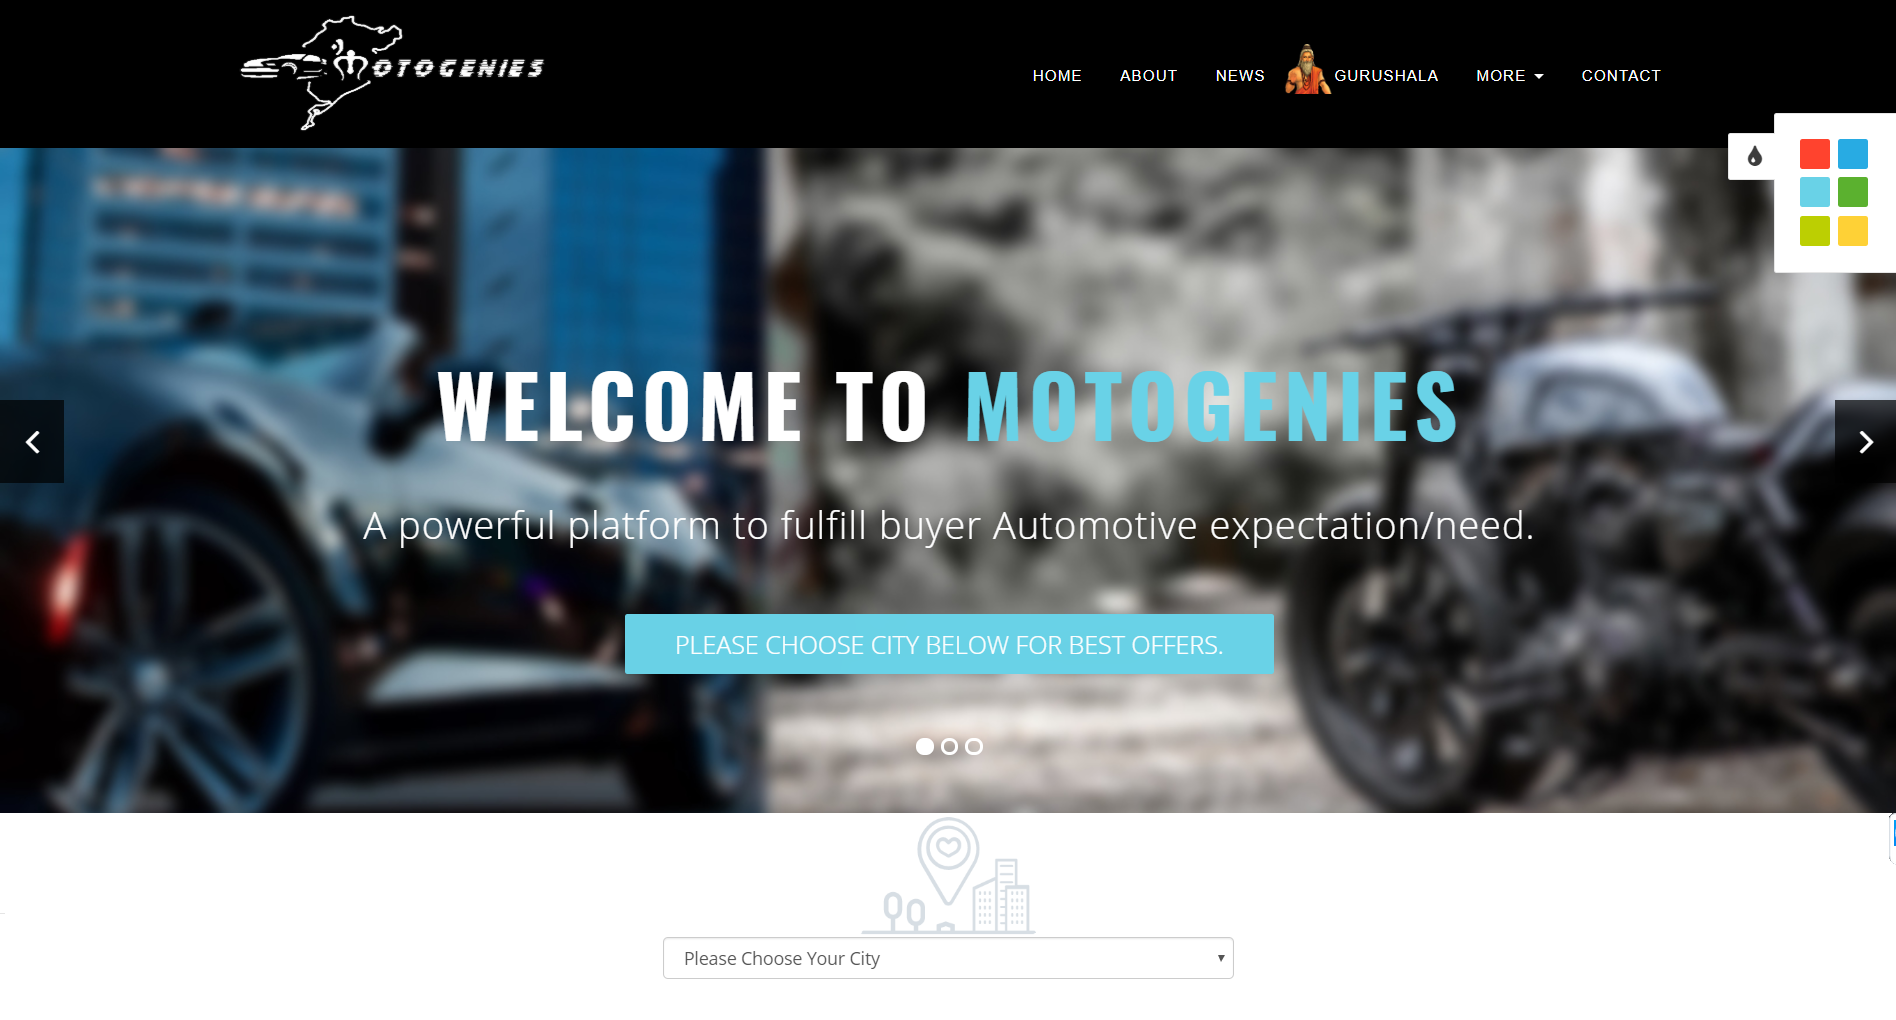 OTOGENIES
HOME ABOUT NEWS GURUSHALA MORE CONTACT
WELCOME TO MOTOGENIES
A powerful platform to fulfill buyer Automotive expectation/need.
PLEASE CHOOSE CITY BELOW FOR BEST OFFERS.
Please Choose Your City